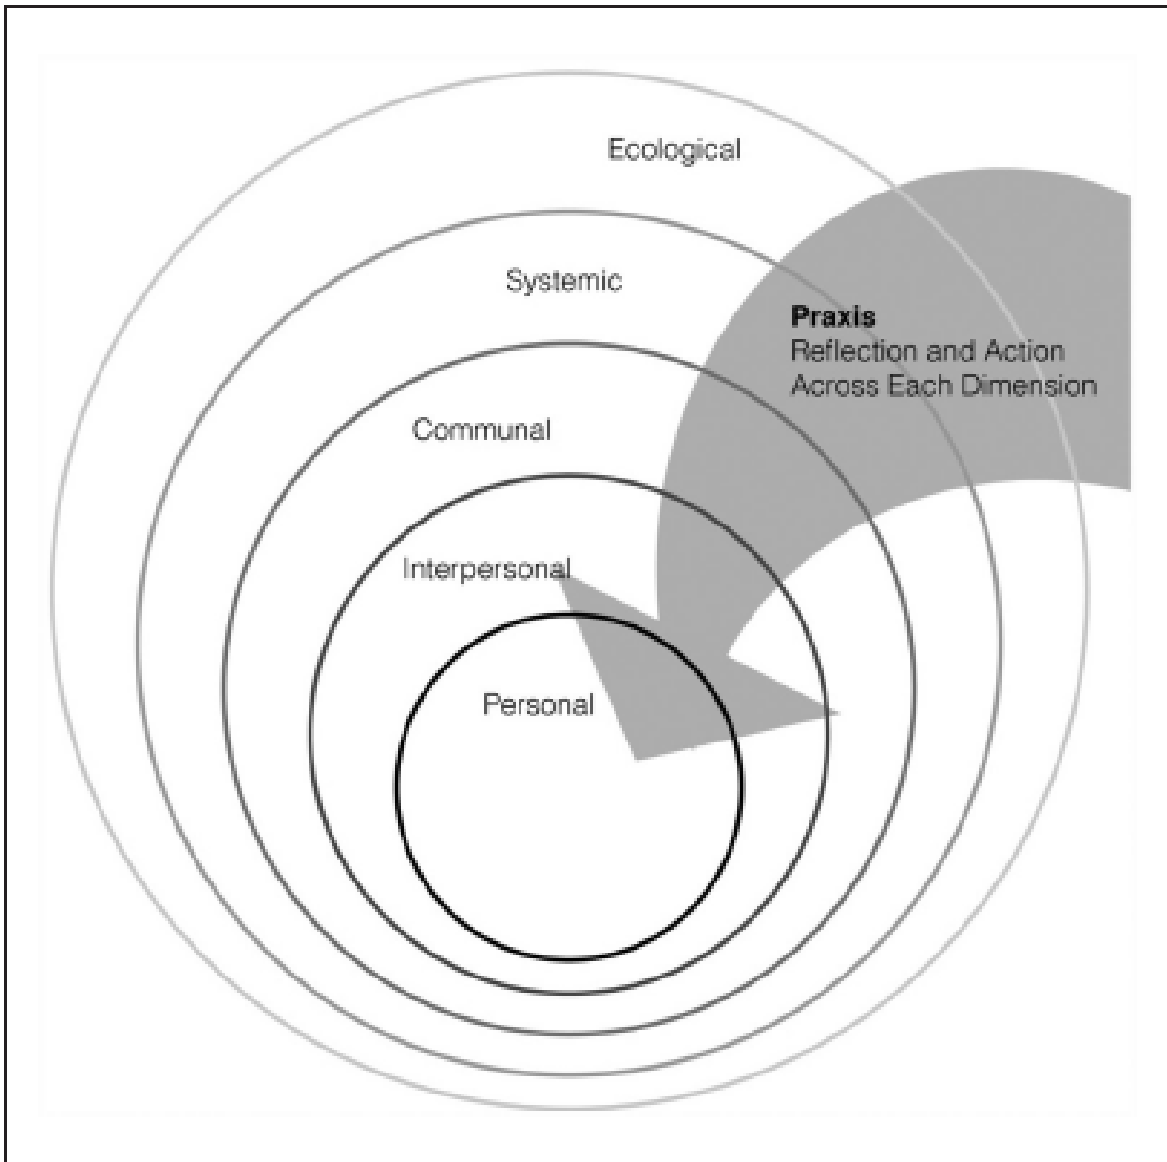 Ecological
Systemic
Praxis
Reflection and Action
Across Each Dimension
Communal
Interpersonal
Personal